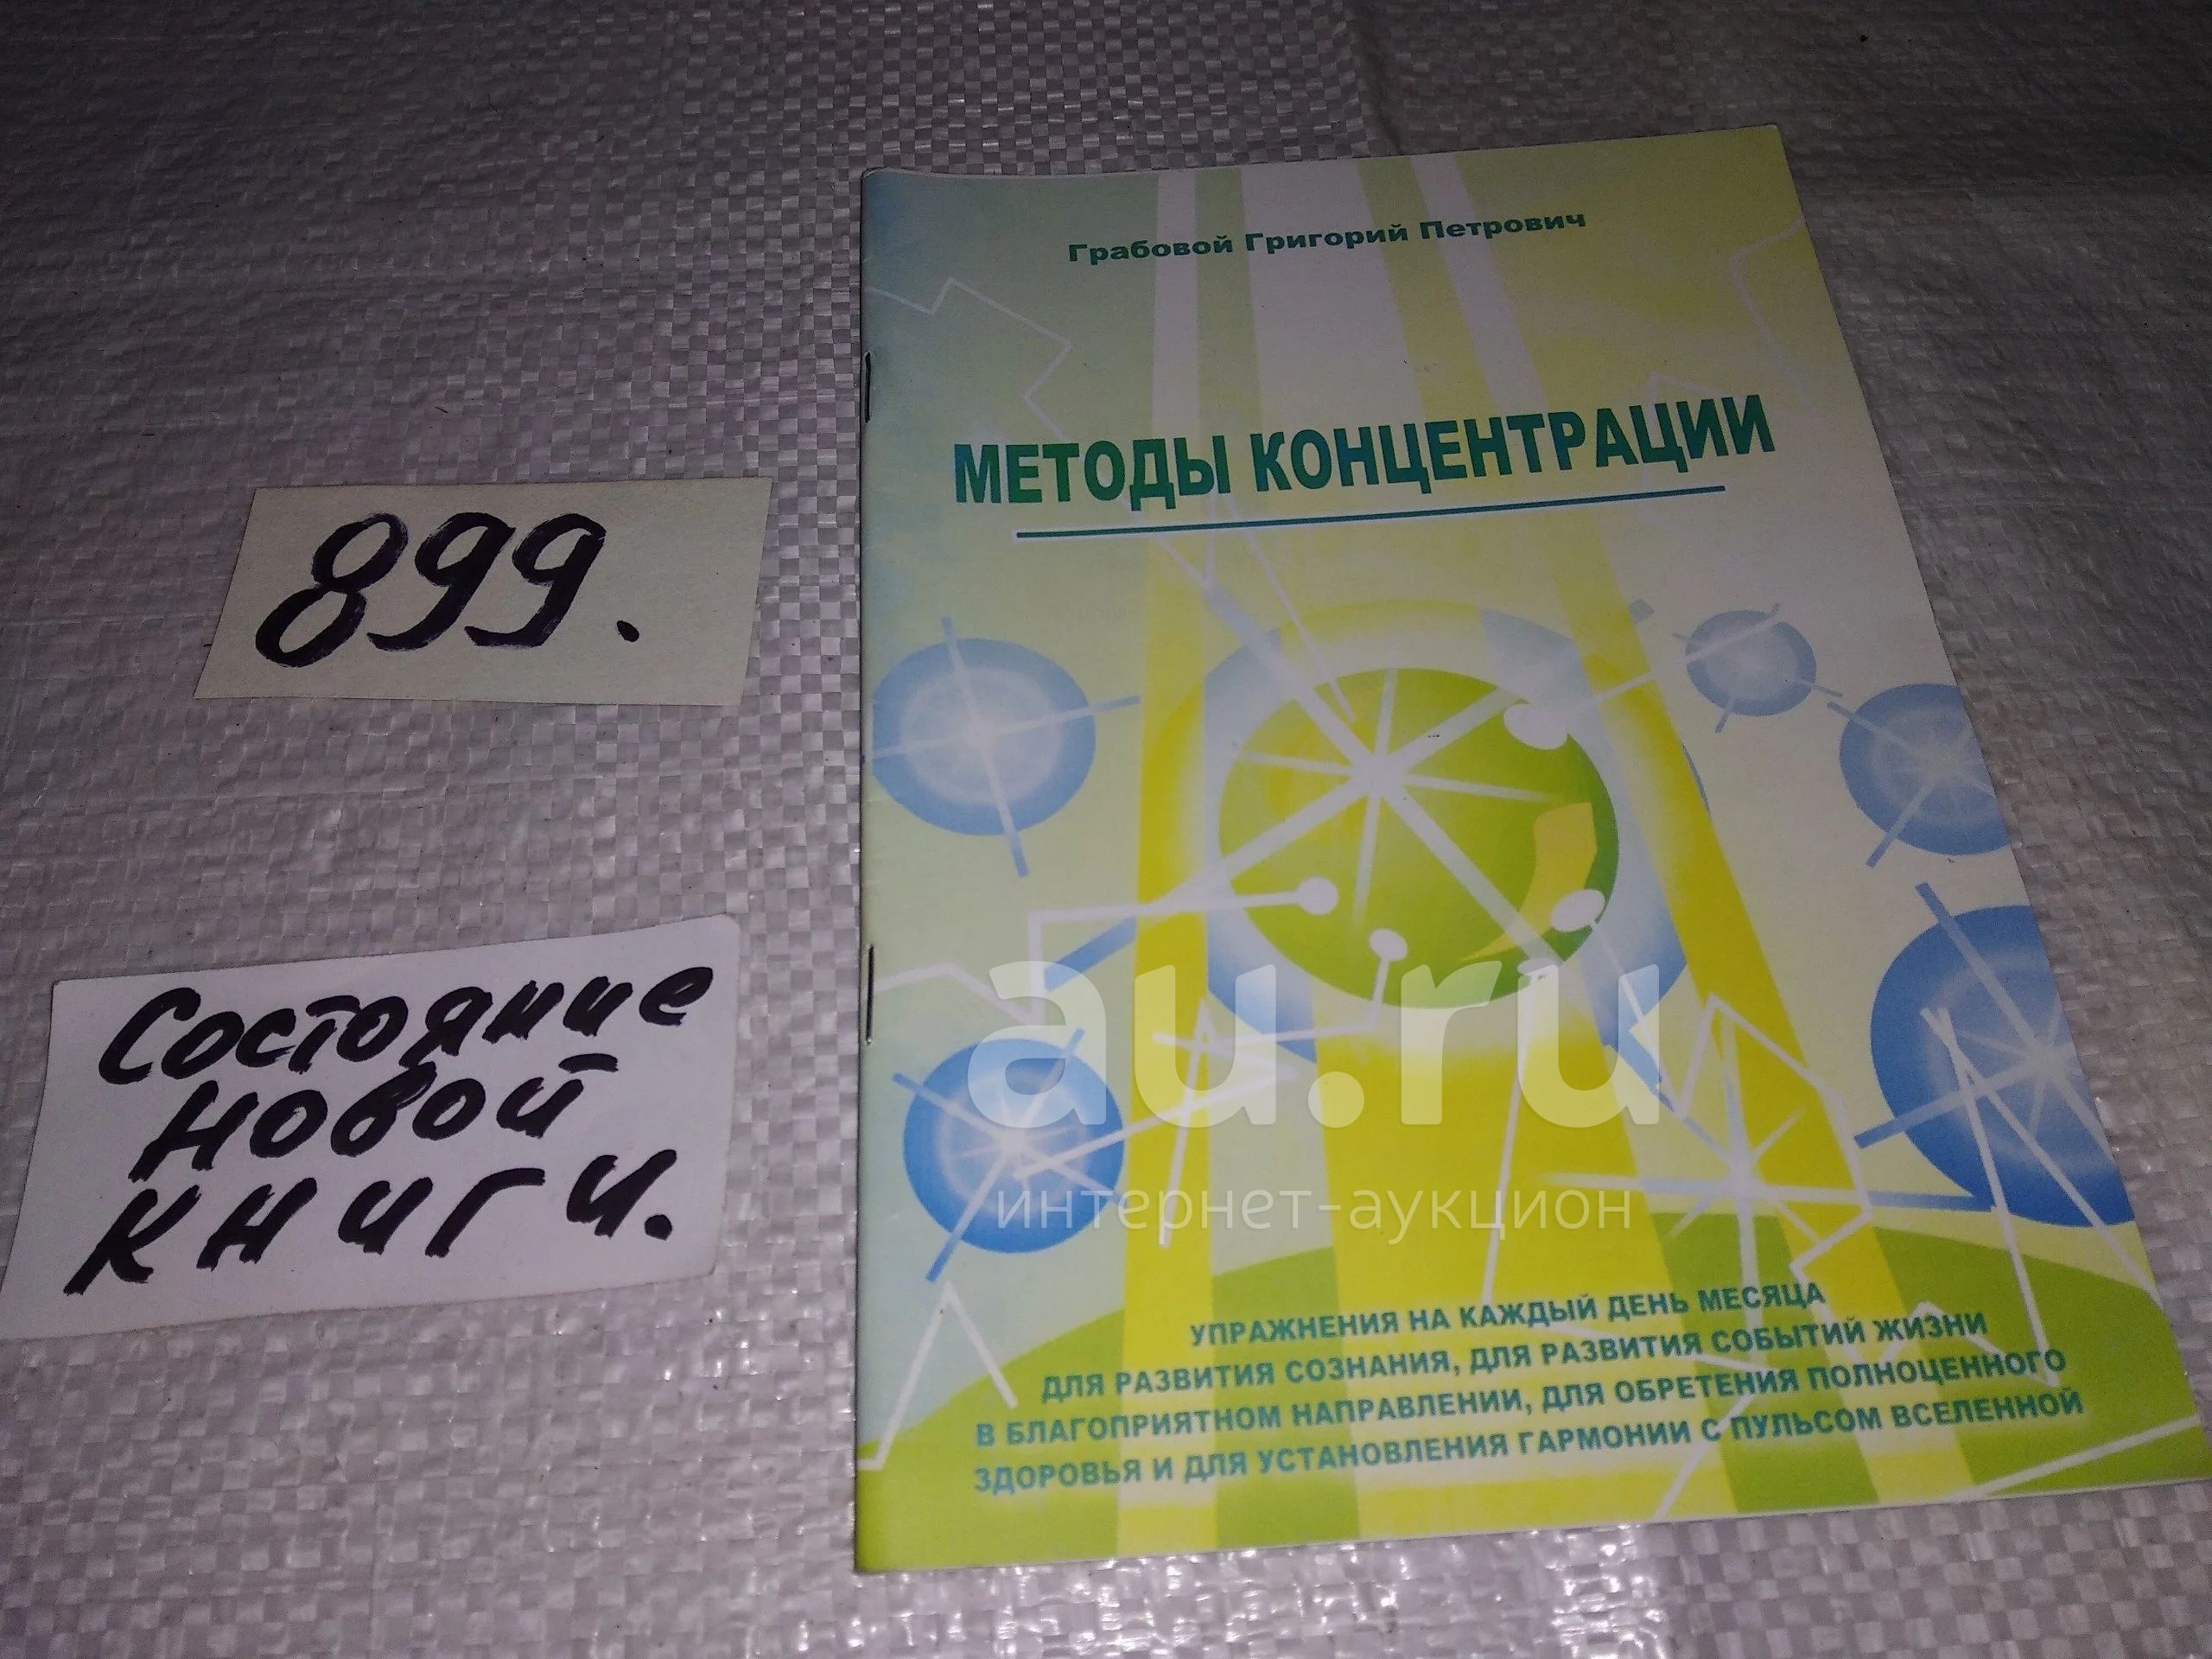 Грабовой Григорий Петрович
МЕТОДЫ КОНЦЕНТРАЦИИ
899.
Состояние
новой
книги.
au.ru
интернет-аукцион
УПРАЖНЕНИЯ НА КАЖДЫЙ ДЕНЬ МЕСЯЦА
ДЛЯ РАЗВИТИЯ СОЗНАНИЯ, ДЛЯ РАЗВИТИЯ СОБЫТИЙ ЖИЗНИ
В БЛАГОПРИЯТНОМ НАПРАВЛЕНИИ, ДЛЯ ОБРЕТЕНИЯ ПОЛНОЦЕННОГО
ЗДОРОВЬЯ И ДЛЯ УСТАНОВЛЕНИЯ ГАРМОНИИ С ПУЛЬСОМ ВСЕЛЕННОЙ